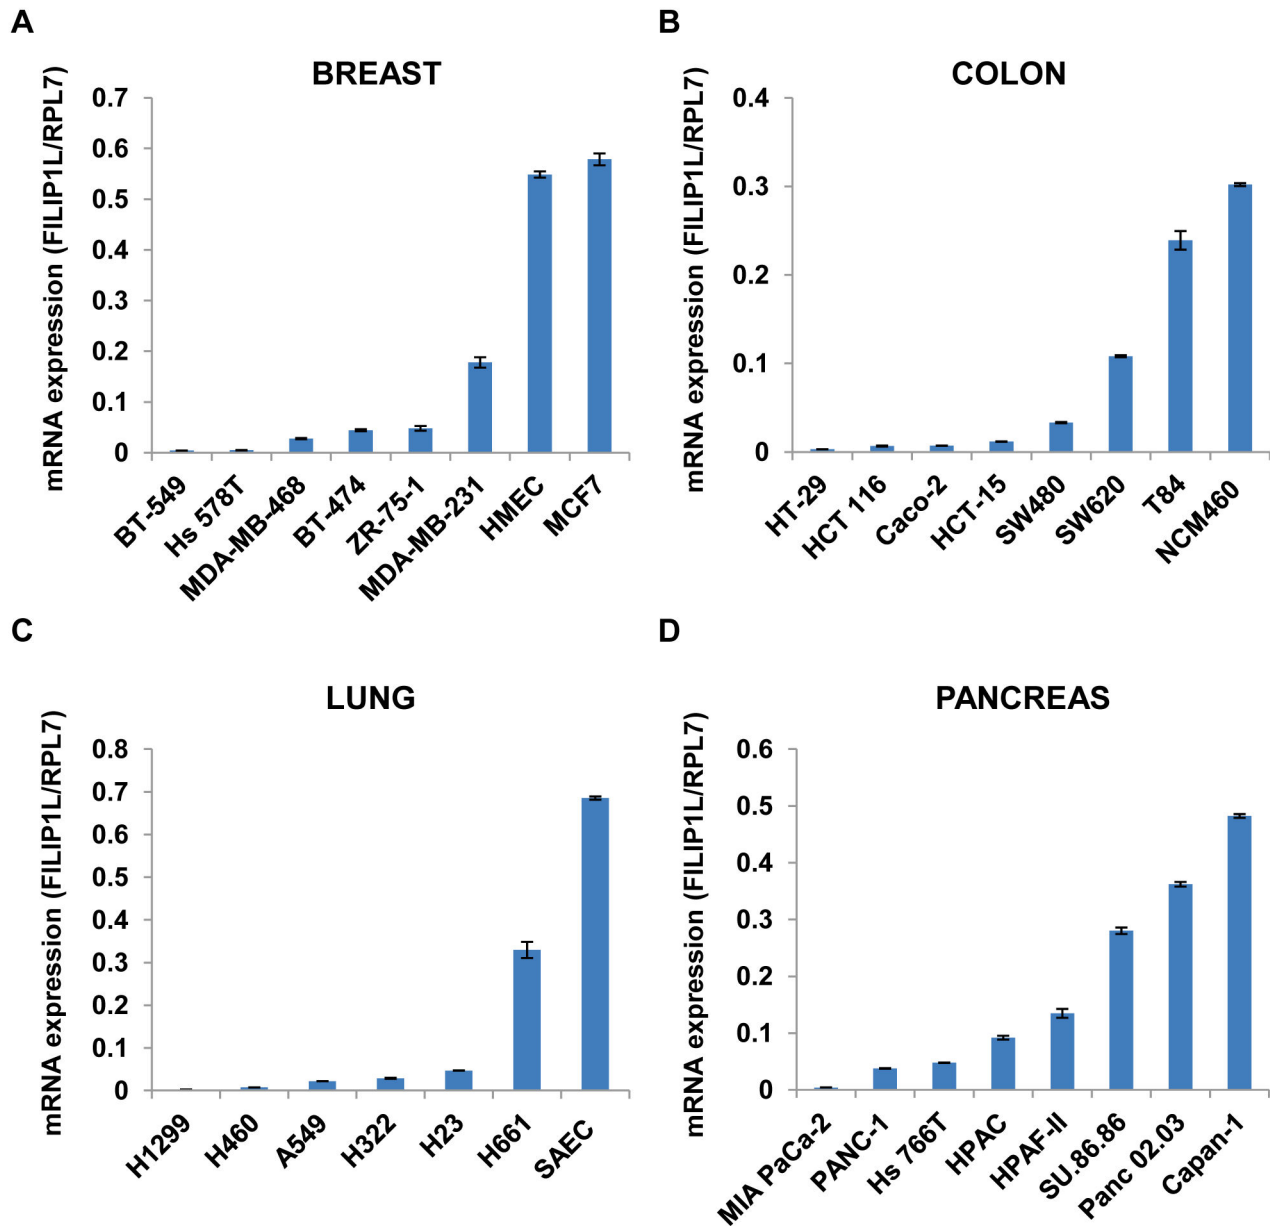 A
BREAST
mRNA expression (FILIP1L/RPL7)
0.7
0.6
0.5
0.4
0.3
0.2
0.1
0
BT-549
Hs 578T
MDA-MB-468
BT-474
ZR-75-1
MDA-MB-231
HMEC
MCF7
B
COLON
mRNA expression (FILIP1L/RPL7)
0.4
0.3
0.2
0.1
0
HT-29
HCT 116
Caco-2
HCT-15
SW480
SW620
T84
NCM460
C
LUNG
mRNA expression (FILIP1L/RPL7)
0.8
0.7
0.6
0.5
0.4
0.3
0.2
0.1
0
H1299
H460
A549
H322
H23
H661
SAEC
D
PANCREAS
mRNA expression (FILIP1L/RPL7)
0.6
0.5
0.4
0.3
0.2
0.1
0
MIA PaCa-2
PANC-1
Hs 766T
HPAC
HPAF-II
SU.86.86
Panc 02.03
Capan-1